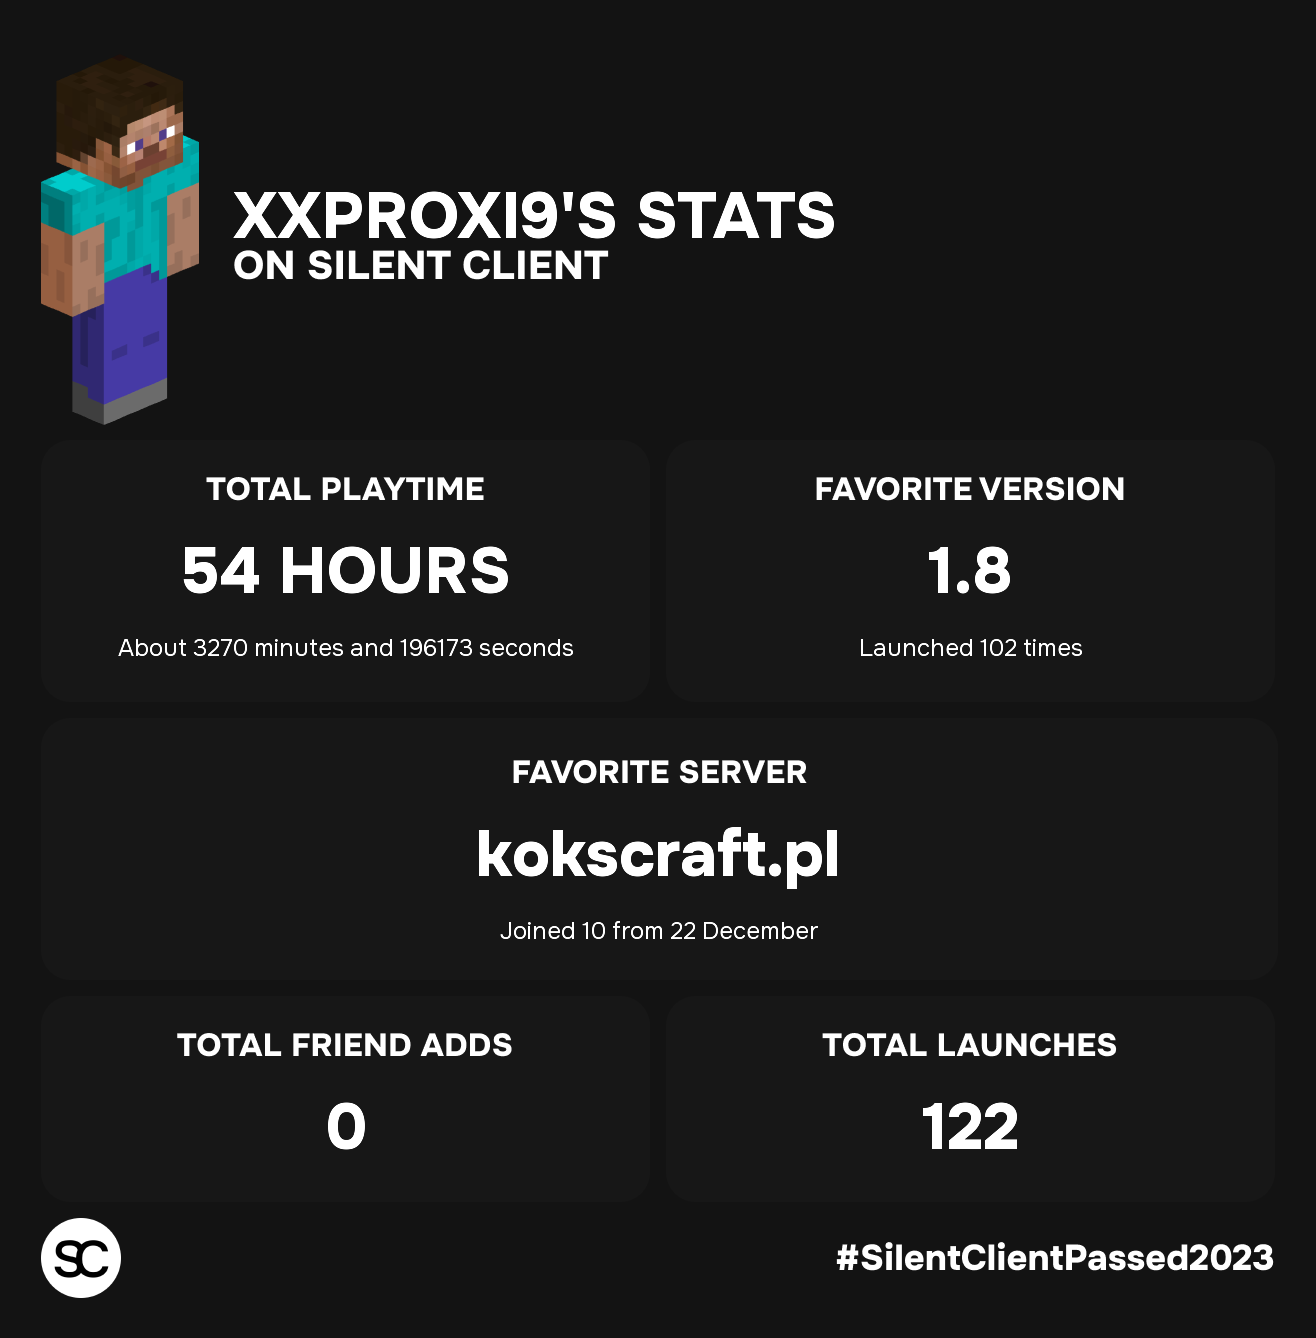 XXPROXI9'S STATS
ON SILENT CLIENT
TOTAL PLAYTIME
54 HOURS
About 3270 minutes and 196173 seconds
FAVORITE VERSION
1.8
Launched 102 times
FAVORITE SERVER
kokscraft.pl
Joined 10 from 22 December
TOTAL FRIEND ADDS
0
TOTAL LAUNCHES
122
SC
#SilentClientPassed2023